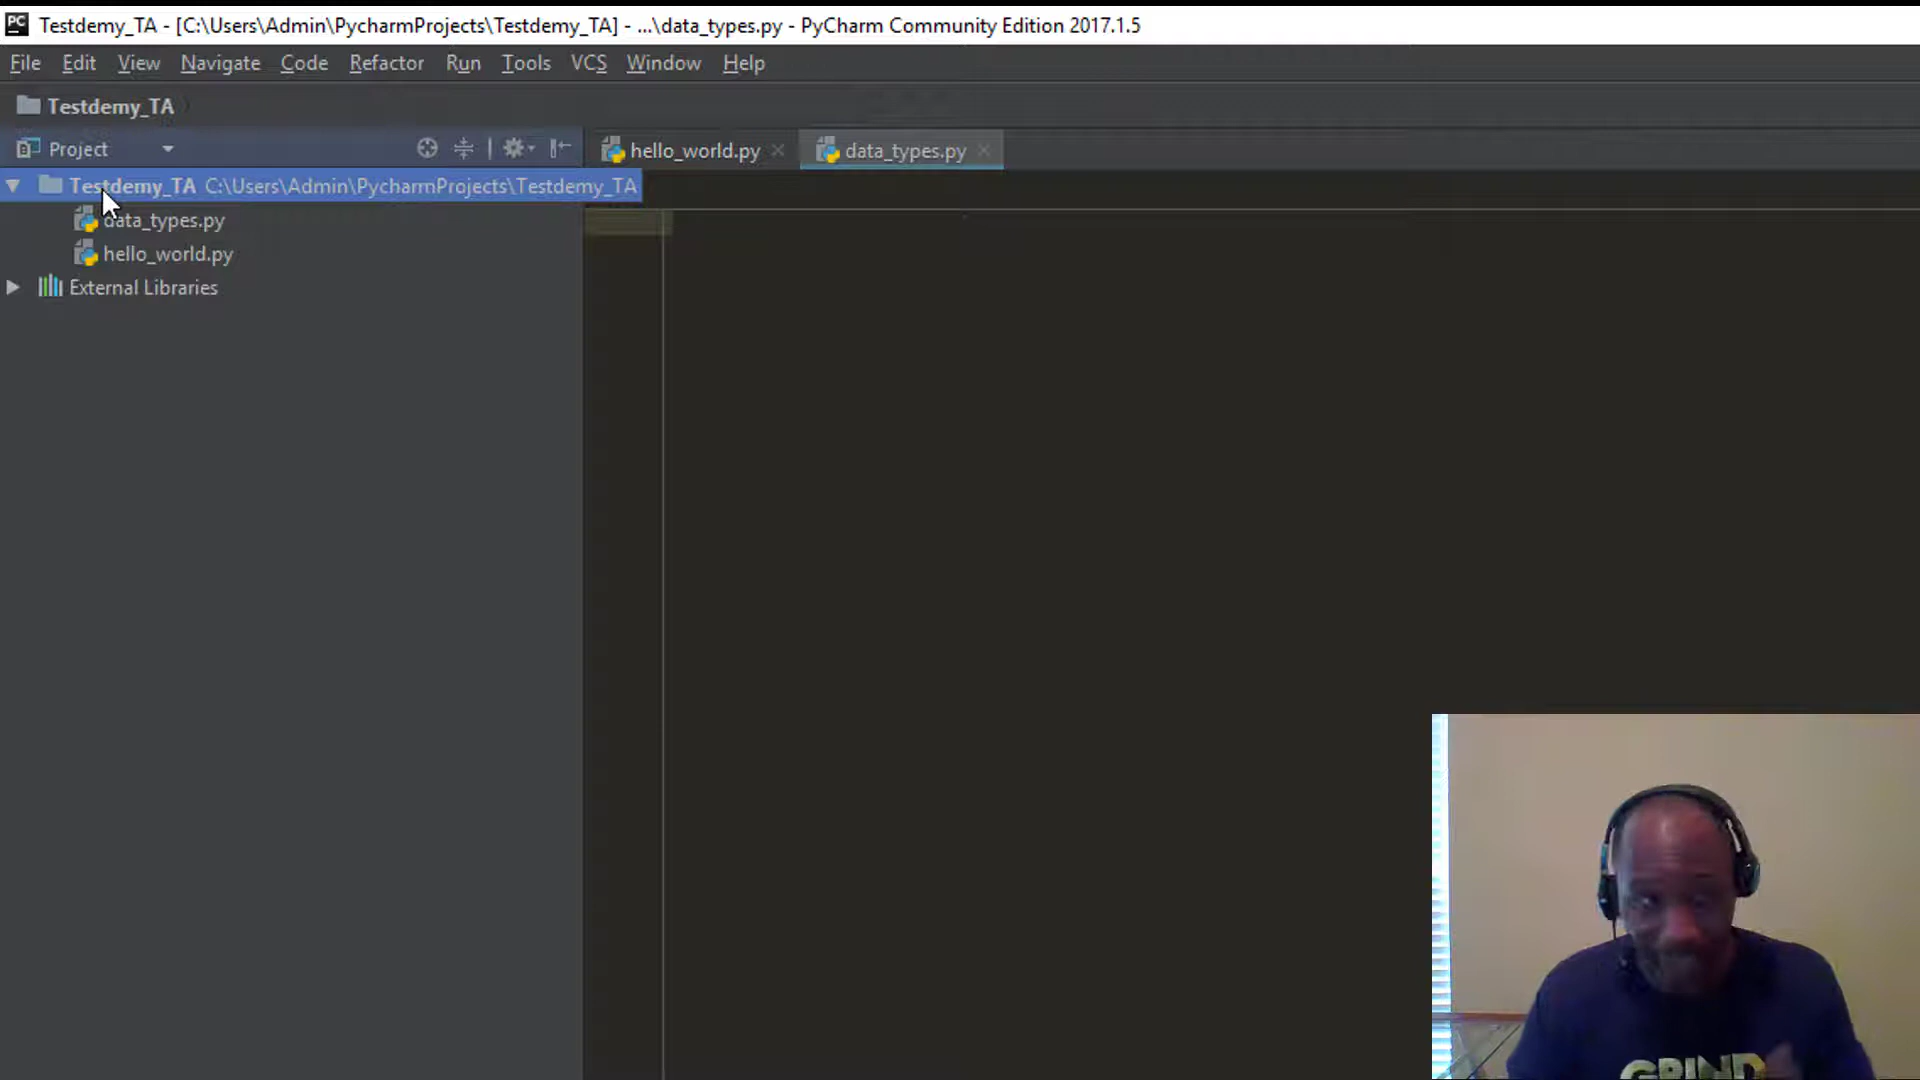 PC Testdemy_TA - [C:\Users\Admin\PycharmProjects\Testdemy_TA] - ...\data_types.py - PyCharm Community Edition 2017.1.5
File Edit View Navigate Code Refactor Run Tools VCS Window Help
Testdemy_TA
Project hello_world.py data_types.py
Testdemy_TA C:\Users\Admin\PycharmProjects\Testdemy_TA
data_types.py
hello_world.py
External Libraries
GRIND